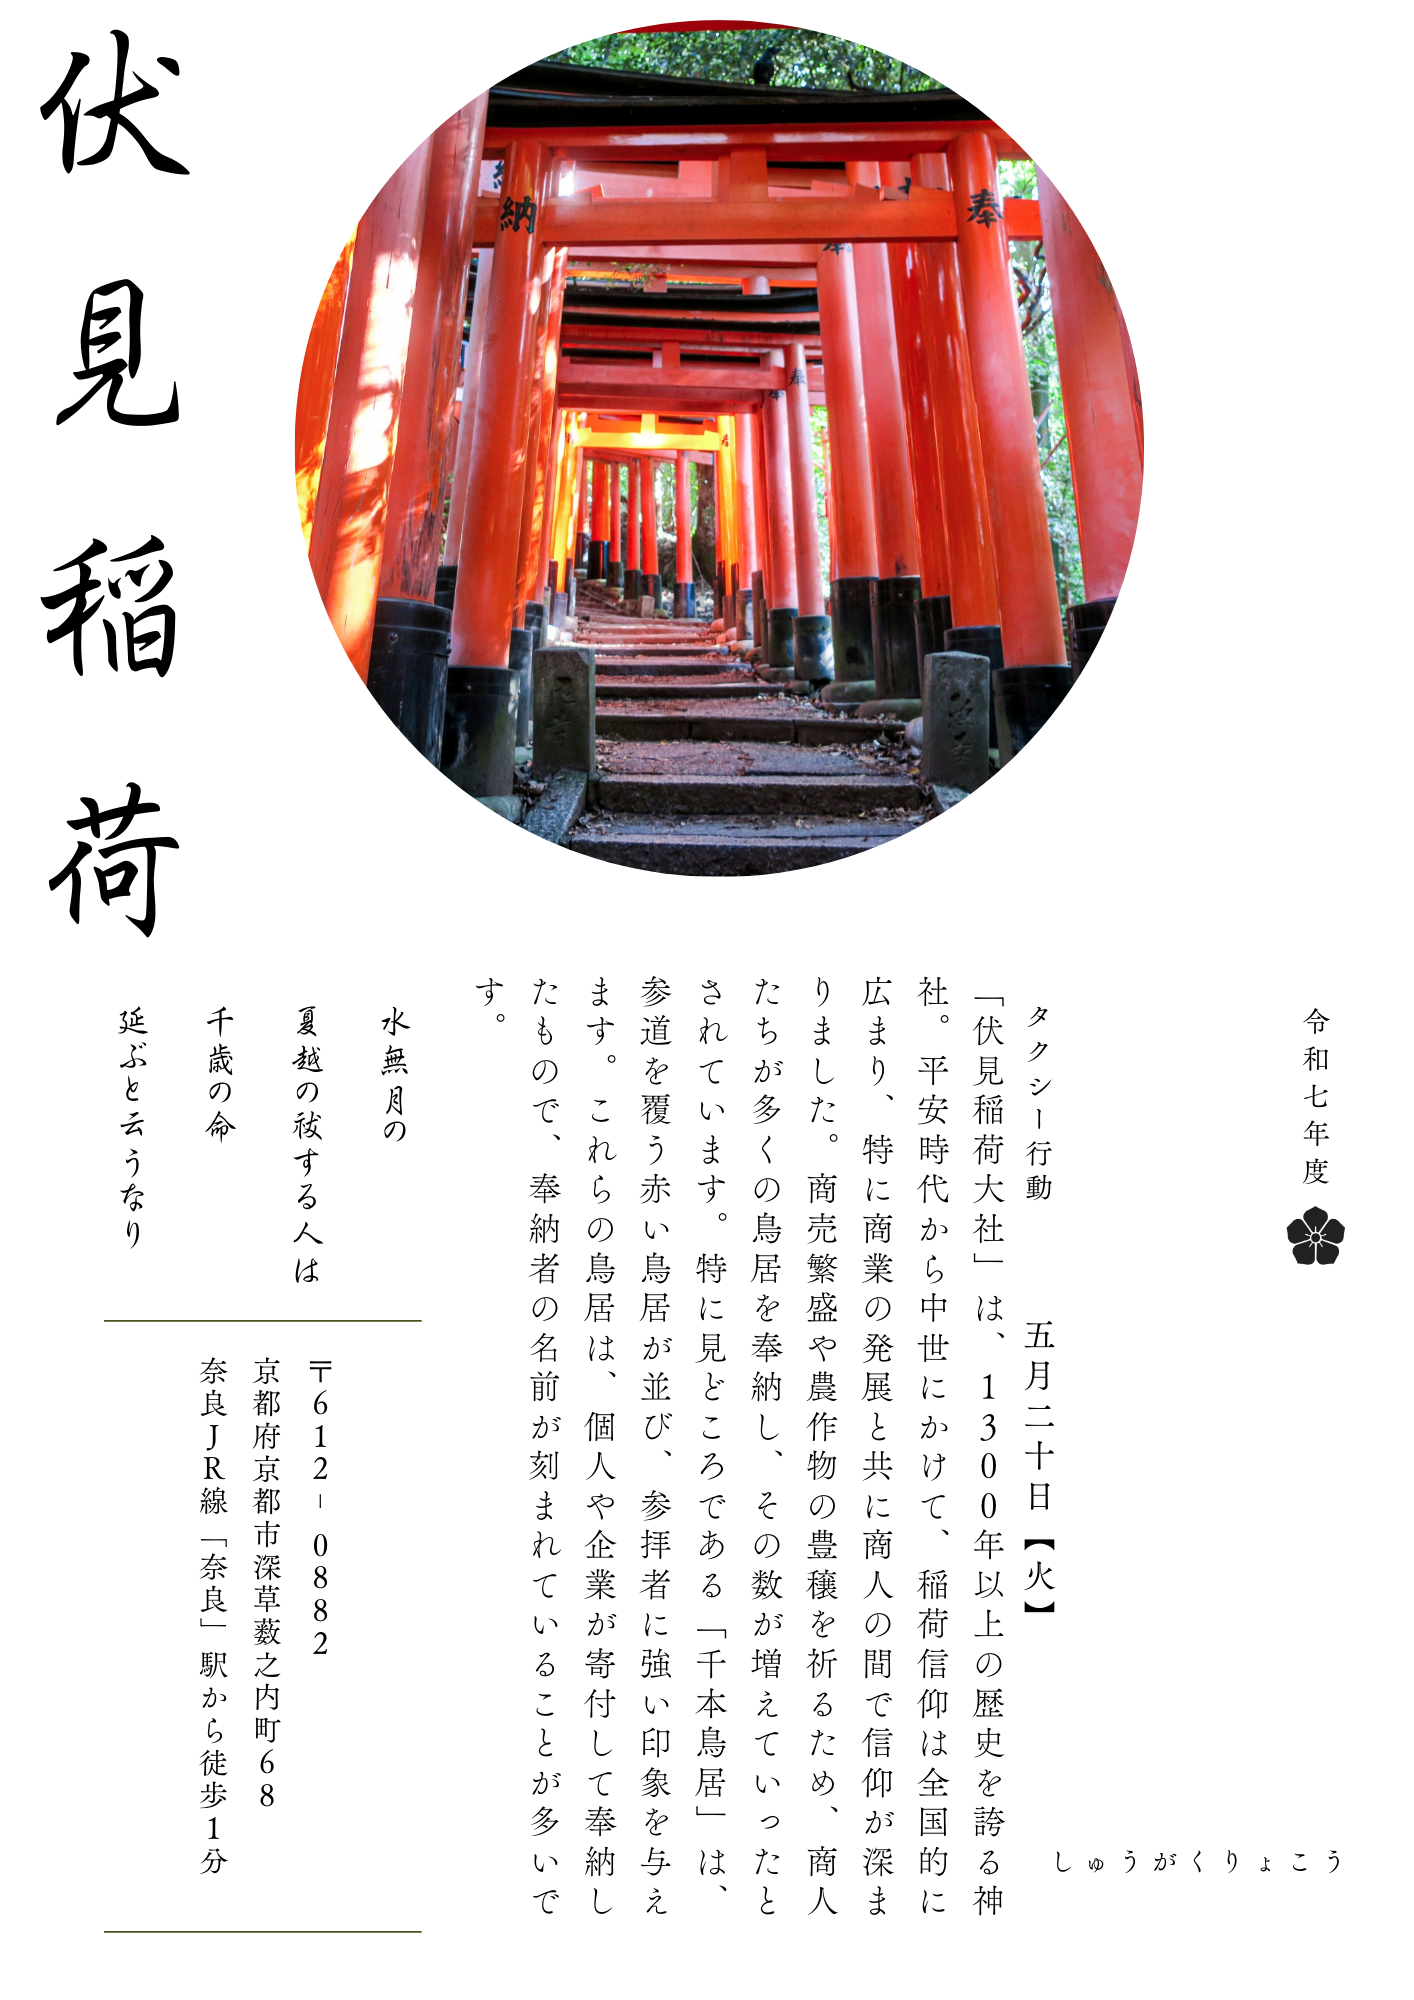 伏見稲荷
令和七年度
しゅうがくりょこう
タクシー行動
五月二十日【火】
「伏見稲荷大社」は、1300年以上の歴史を誇る神
社。平安時代から中世にかけて、稲荷信仰は全国的に
広まり、特に商業の発展と共に商人の間で信仰が深ま
りました。商売繁盛や農作物の豊穣を祈るため、商人
たちが多くの鳥居を奉納し、その数が増えていったと
されています。特に見どころである「千本鳥居」は、
参道を覆う赤い鳥居が並び、参拝者に強い印象を与え
ます。これらの鳥居は、個人や企業が寄付して奉納し
たもので、奉納者の名前が刻まれていることが多いで
す。
水無月の
夏越の祓する人は
千歳の命
延ぶと云うなり
〒612-0882
京都府京都市深草薮之内町68
奈良JR線「奈良」駅から徒歩1分
納
奉
奉
奉